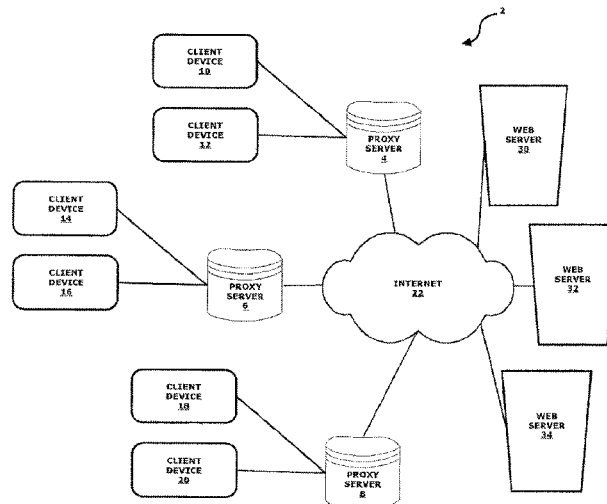 2
CLIENT
DEVICE
10
CLIENT
DEVICE
12
PROXY
SERVER
4
WEB
SERVER
30
CLIENT
DEVICE
14
CLIENT
DEVICE
16
PROXY
SERVER
6
INTERNET
22
WEB
SERVER
32
CLIENT
DEVICE
18
CLIENT
DEVICE
20
PROXY
SERVER
8
WEB
SERVER
34